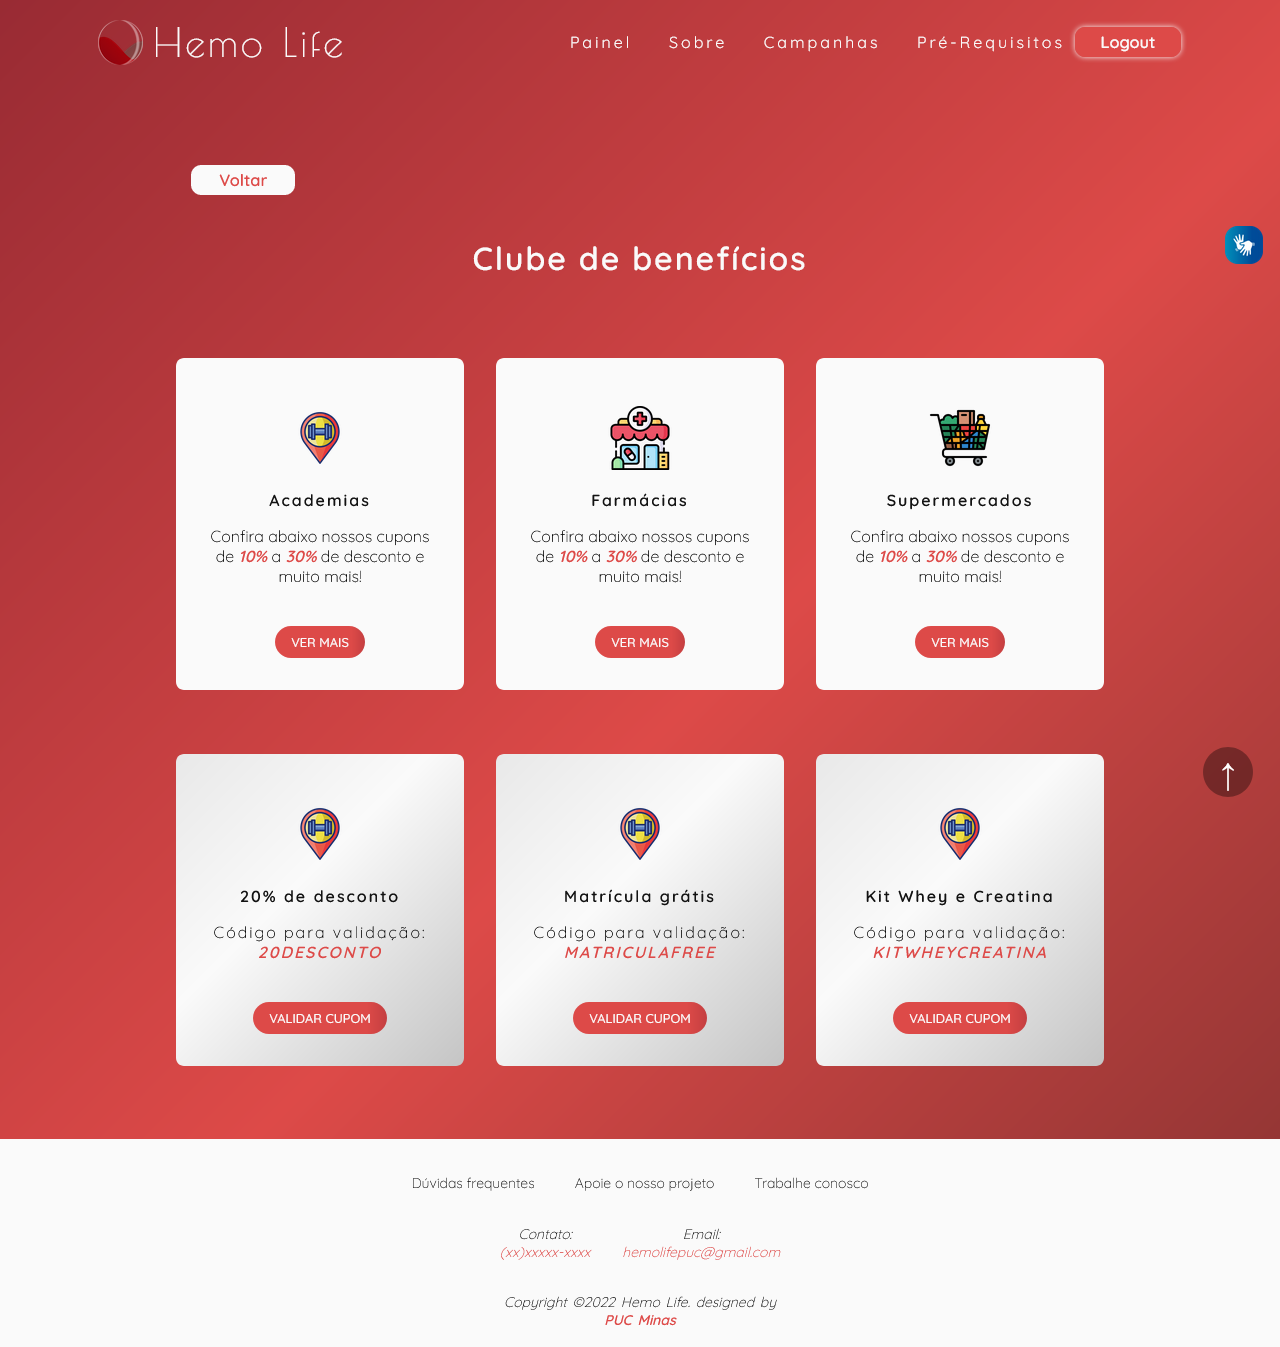 Hemo Life
Painel Sobre Campanhas Pré-Requisitos Logout
Voltar
Clube de benefícios
Academias
Confira abaixo nossos cupons
de 10% a 30% de desconto e
muito mais!
VER MAIS
Farmácias
Confira abaixo nossos cupons
de 10% a 30% de desconto e
muito mais!
VER MAIS
Supermercados
Confira abaixo nossos cupons
de 10% a 30% de desconto e
muito mais!
VER MAIS
20% de desconto
Código para validação:
20DESCONTO
VALIDAR CUPOM
Matrícula grátis
Código para validação:
MATRICULAFREE
VALIDAR CUPOM
Kit Whey e Creatina
Código para validação:
KITWHEYCREATINA
VALIDAR CUPOM
Dúvidas frequentes Apoie o nosso projeto Trabalhe conosco
Contato:
(xx)xxxxx-xxxx
Email:
hemolifepuc@gmail.com
Copyright ©2022 Hemo Life. designed by
PUC Minas